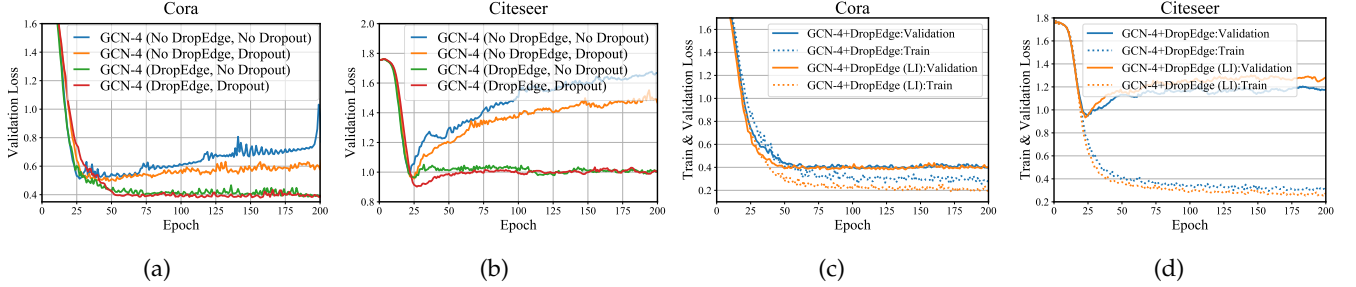 Cora
Validation Loss
1.6
1.4
1.2
1.0
0.8
0.6
0.4
GCN-4 (No DropEdge, No Dropout)
GCN-4 (No DropEdge, Dropout)
GCN-4 (DropEdge, No Dropout)
GCN-4 (DropEdge, Dropout)
0 25 50 75 100 125 150 175 200
Epoch
(a)
Citeseer
Validation Loss
2.0
1.8
1.6
1.4
1.2
1.0
0.8
GCN-4 (No DropEdge, No Dropout)
GCN-4 (No DropEdge, Dropout)
GCN-4 (DropEdge, No Dropout)
GCN-4 (DropEdge, Dropout)
0 25 50 75 100 125 150 175 200
Epoch
(b)
Cora
Train & Validation Loss
1.6
1.4
1.2
1.0
0.8
0.6
0.4
0.2
GCN-4+DropEdge:Validation
GCN-4+DropEdge:Train
GCN-4+DropEdge (LI):Validation
GCN-4+DropEdge (LI):Train
0 25 50 75 100 125 150 175 200
Epoch
(c)
Citeseer
Train & Validation Loss
1.8
1.6
1.4
1.2
1.0
0.8
0.6
0.4
0.2
GCN-4+DropEdge:Validation
GCN-4+DropEdge:Train
GCN-4+DropEdge (LI):Validation
GCN-4+DropEdge (LI):Train
0 25 50 75 100 125 150 175 200
Epoch
(d)